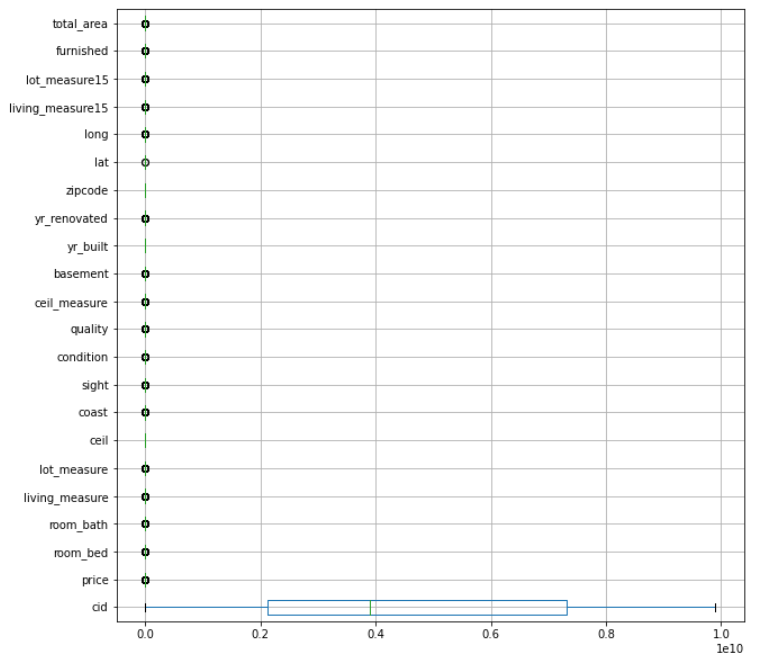 total_area
furnished
lot_measure15
living_measure15
long
lat
zipcode
yr_renovated
yr_built
basement
ceil_measure
quality
condition
sight
coast
ceil
lot_measure
living_measure
room_bath
room_bed
price
cid
0.0 0.2 0.4 0.6 0.8 1.0
1e10